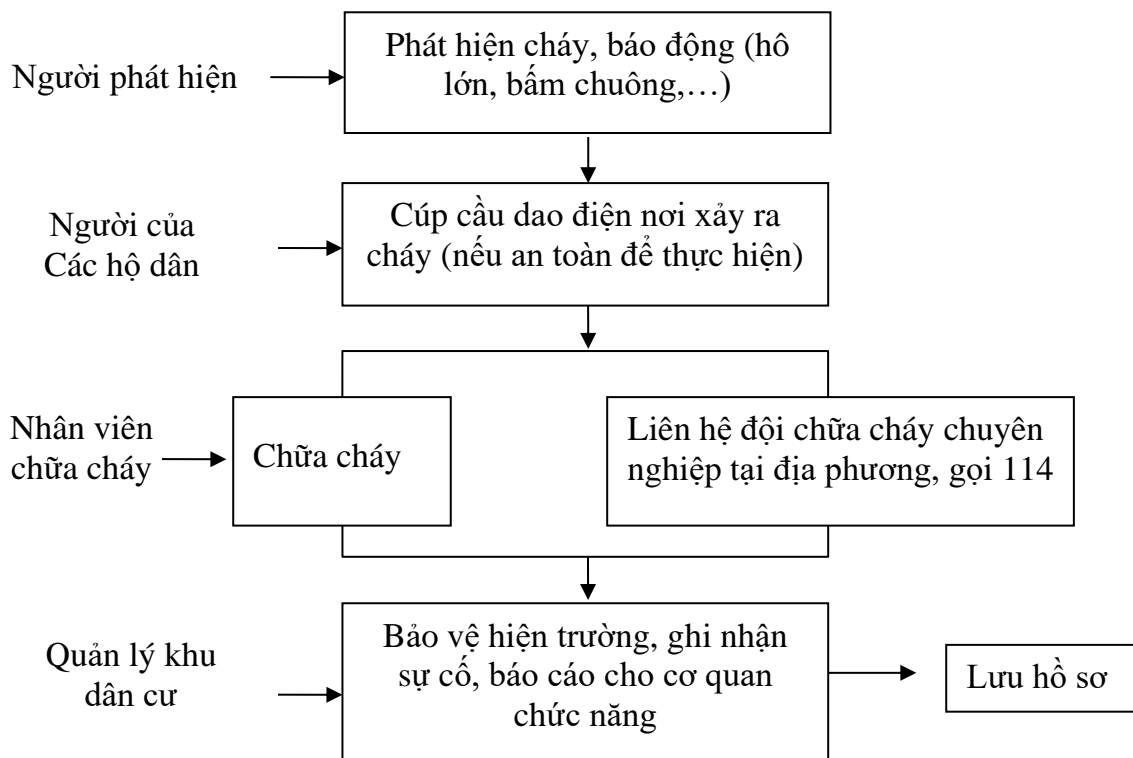 Phát hiện cháy, báo động (hô
lớn, bấm chuông,…)
Người phát hiện
Cúp cầu dao điện nơi xảy ra
cháy (nếu an toàn để thực hiện)
Người của
Các hộ dân
Nhân viên
chữa cháy
Chữa cháy
Liên hệ đội chữa cháy chuyên
nghiệp tại địa phương, gọi 114
Quản lý khu
dân cư
Bảo vệ hiện trường, ghi nhận
sự cố, báo cáo cho cơ quan
chức năng
Lưu hồ sơ